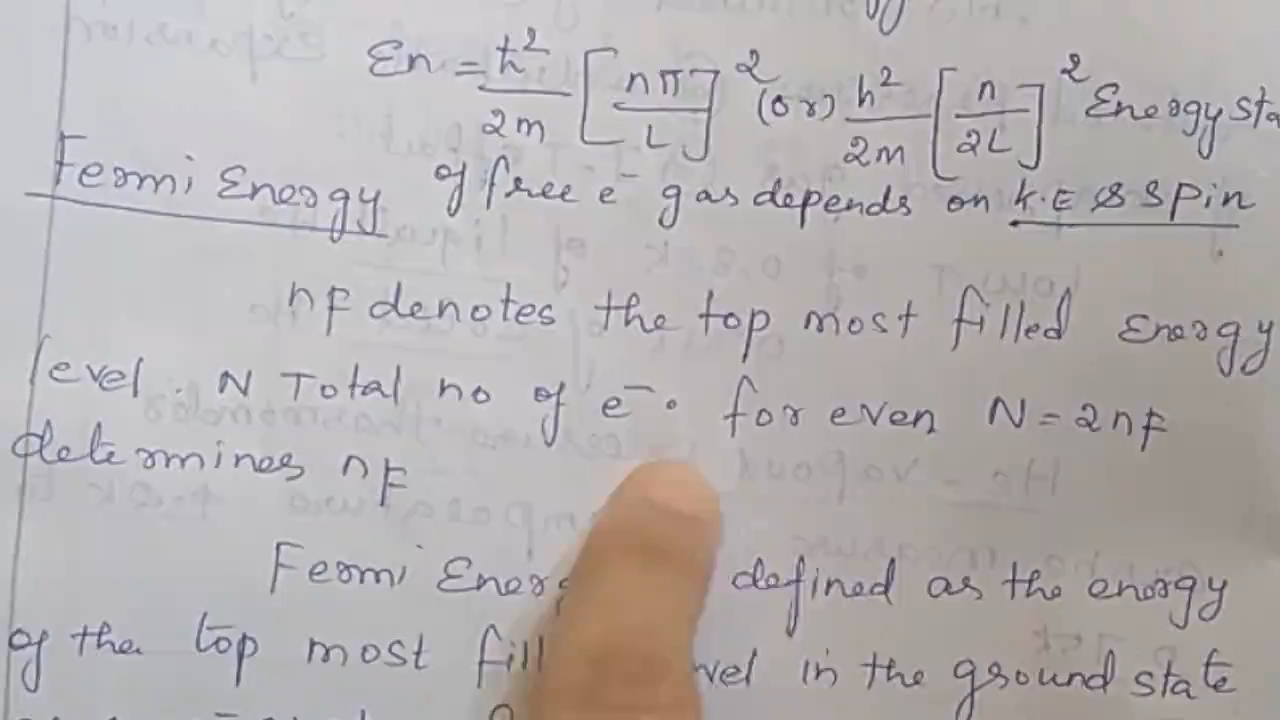 En = ħ²/2m [nπ/L]² (or) h²/2m [n/2L]² Energy sta
Fermi Energy of free e⁻ gas depends on K.E & Spin
nF denotes the top most filled Energy
level. N Total no of e⁻. for even N = 2nF
determines nF
Fermi Energ defined as the energy
of the top most fill vel in the ground state